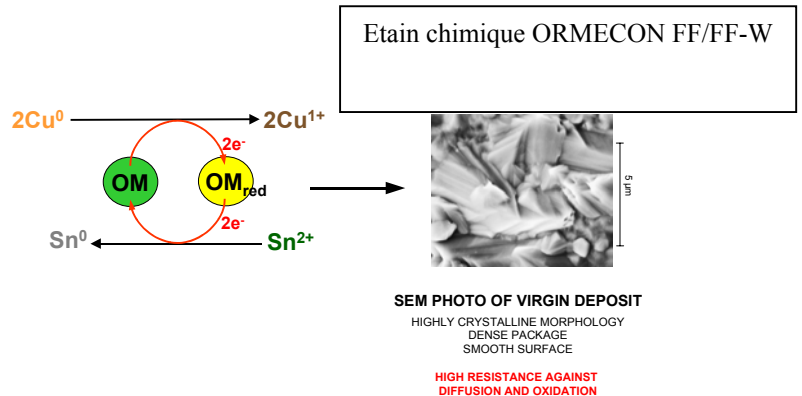 Etain chimique ORMECON FF/FF-W
2Cu⁰
2Cu¹⁺
2e⁻
OM
OM_red
2e⁻
Sn⁰
Sn²⁺
5 µm
SEM PHOTO OF VIRGIN DEPOSIT
HIGHLY CRYSTALLINE MORPHOLOGY
DENSE PACKAGE
SMOOTH SURFACE
HIGH RESISTANCE AGAINST
DIFFUSION AND OXIDATION